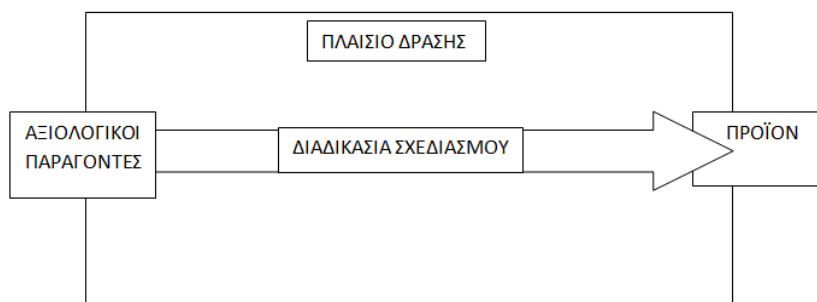 ΠΛΑΙΣΙΟ ΔΡΑΣΗΣ
ΑΞΙΟΛΟΓΙΚΟΙ
ΠΑΡΑΓΟΝΤΕΣ
ΔΙΑΔΙΚΑΣΙΑ ΣΧΕΔΙΑΣΜΟΥ
ΠΡΟΪΟΝ